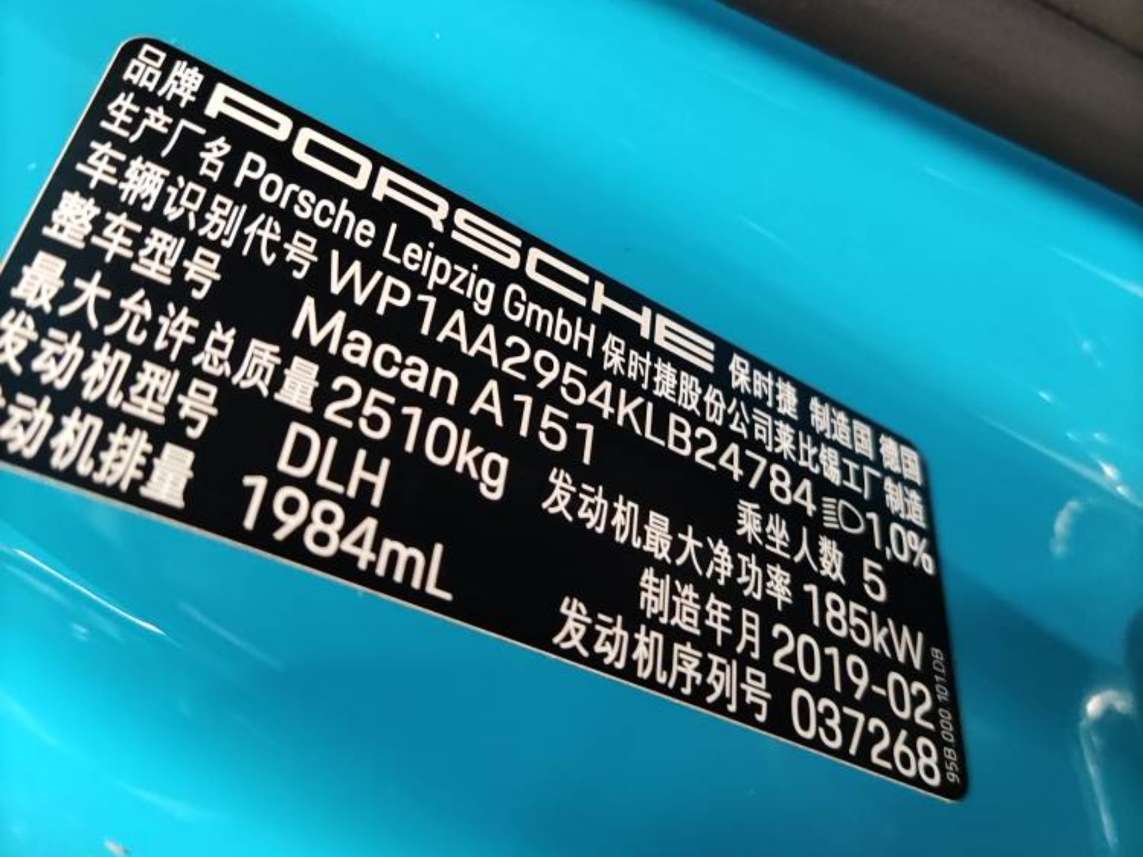 品牌 PORSCHE 保时捷 制造国 德国
生产厂名 Porsche Leipzig GmbH 保时捷股份公司莱比锡工厂制造
车辆识别代号 WP1AA2954KLB24784 1,0%
整车型号 Macan A151 乘坐人数 5
最大允许总质量 2510kg 发动机最大净功率 185kW
发动机型号 DLH 制造年月 2019-02
发动机排量 1984mL 发动机序列号 037268
95B.000.101.DB